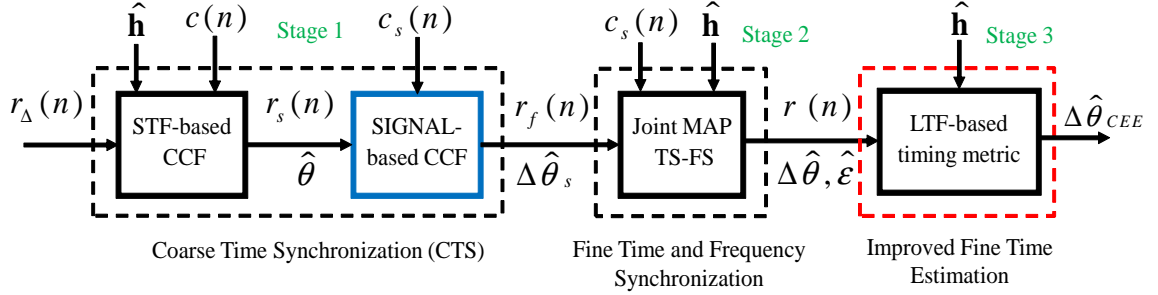 ĥ
c(n)
Stage 1
c_s(n)
c_s(n)
ĥ
Stage 2
ĥ
Stage 3
r_Δ(n)
STF-based
CCF
r_s(n)
θ̂
SIGNAL-
based CCF
r_f(n)
Δθ̂_s
Joint MAP
TS-FS
r(n)
Δθ̂, ε̂
LTF-based
timing metric
Δθ̂_CEE
Coarse Time Synchronization (CTS)
Fine Time and Frequency
Synchronization
Improved Fine Time
Estimation